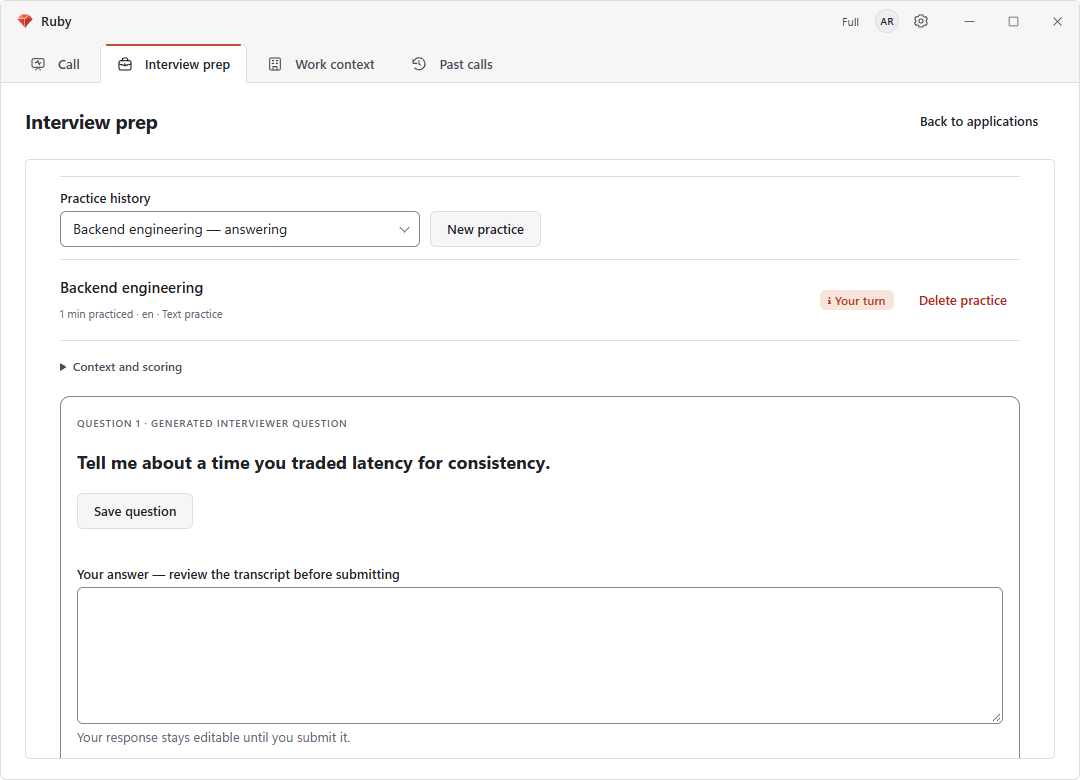 Ruby
Full
AR
Call
Interview prep
Work context
Past calls
Interview prep
Back to applications
Practice history
Backend engineering — answering
New practice
Backend engineering
1 min practiced · en · Text practice
Your turn
Delete practice
Context and scoring
QUESTION 1 · GENERATED INTERVIEWER QUESTION
Tell me about a time you traded latency for consistency.
Save question
Your answer — review the transcript before submitting
Your response stays editable until you submit it.